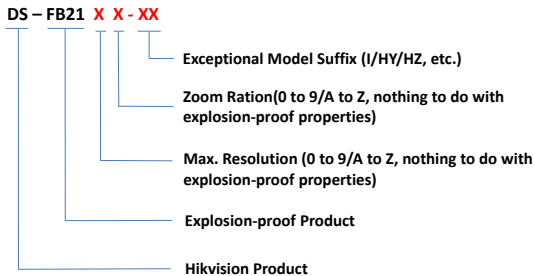 DS – FB21 X X - XX
Exceptional Model Suffix (I/HY/HZ, etc.)
Zoom Ration(0 to 9/A to Z, nothing to do with
explosion-proof properties)
Max. Resolution (0 to 9/A to Z, nothing to do with
explosion-proof properties)
Explosion-proof Product
Hikvision Product